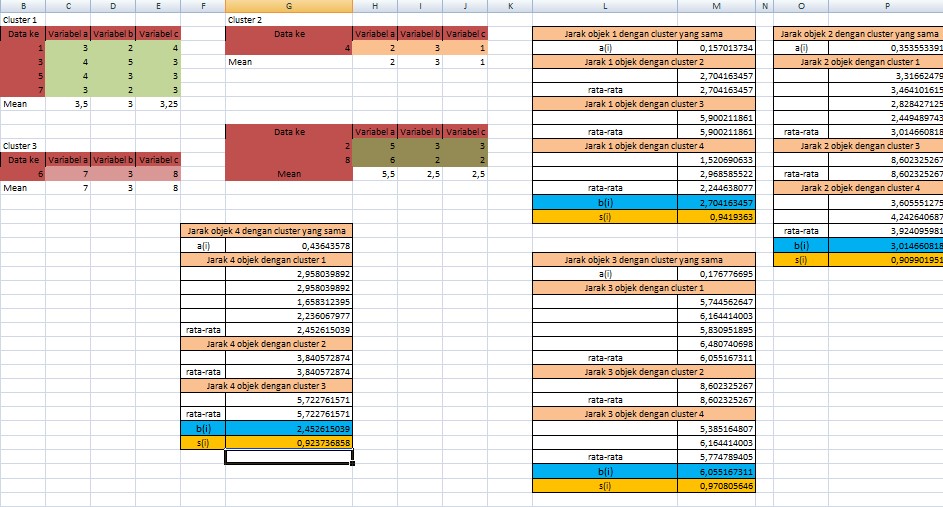 B C D E F G H I J K L M N O P
Cluster 1
Data ke Variabel a Variabel b Variabel c
1 3 2 4
3 4 5 3
5 4 3 3
7 3 2 3
Mean 3,5 3 3,25
Cluster 3
Data ke Variabel a Variabel b Variabel c
6 7 3 8
Mean 7 3 8
Cluster 2
Data ke Variabel a Variabel b Variabel c
4 2 3 1
Mean 2 3 1
Data ke Variabel a Variabel b Variabel c
2 5 3 3
8 6 2 2
Mean 5,5 2,5 2,5
Jarak objek 4 dengan cluster yang sama
a(i) 0,43643578
Jarak 4 objek dengan cluster 1
2,958039892
2,958039892
1,658312395
2,236067977
rata-rata 2,452615039
Jarak 4 objek dengan cluster 2
3,840572874
rata-rata 3,840572874
Jarak 4 objek dengan cluster 3
5,722761571
rata-rata 5,722761571
b(i) 2,452615039
s(i) 0,923736858
Jarak objek 1 dengan cluster yang sama
a(i) 0,157013734
Jarak 1 objek dengan cluster 2
2,704163457
rata-rata 2,704163457
Jarak 1 objek dengan cluster 3
5,900211861
rata-rata 5,900211861
Jarak 1 objek dengan cluster 4
1,520690633
2,968585522
rata-rata 2,244638077
b(i) 2,704163457
s(i) 0,9419363
Jarak objek 3 dengan cluster yang sama
a(i) 0,176776695
Jarak 3 objek dengan cluster 1
5,744562647
6,164414003
5,830951895
6,480740698
rata-rata 6,055167311
Jarak 3 objek dengan cluster 2
8,602325267
rata-rata 8,602325267
Jarak 3 objek dengan cluster 4
5,385164807
6,164414003
rata-rata 5,774789405
b(i) 6,055167311
s(i) 0,970805646
Jarak objek 2 dengan cluster yang sama
a(i) 0,353553391
Jarak 2 objek dengan cluster 1
3,31662479
3,464101615
2,828427125
2,449489743
rata-rata 3,014660818
Jarak 2 objek dengan cluster 3
8,602325267
rata-rata 8,602325267
Jarak 2 objek dengan cluster 4
3,605551275
4,242640687
rata-rata 3,924095981
b(i) 3,014660818
s(i) 0,909901951